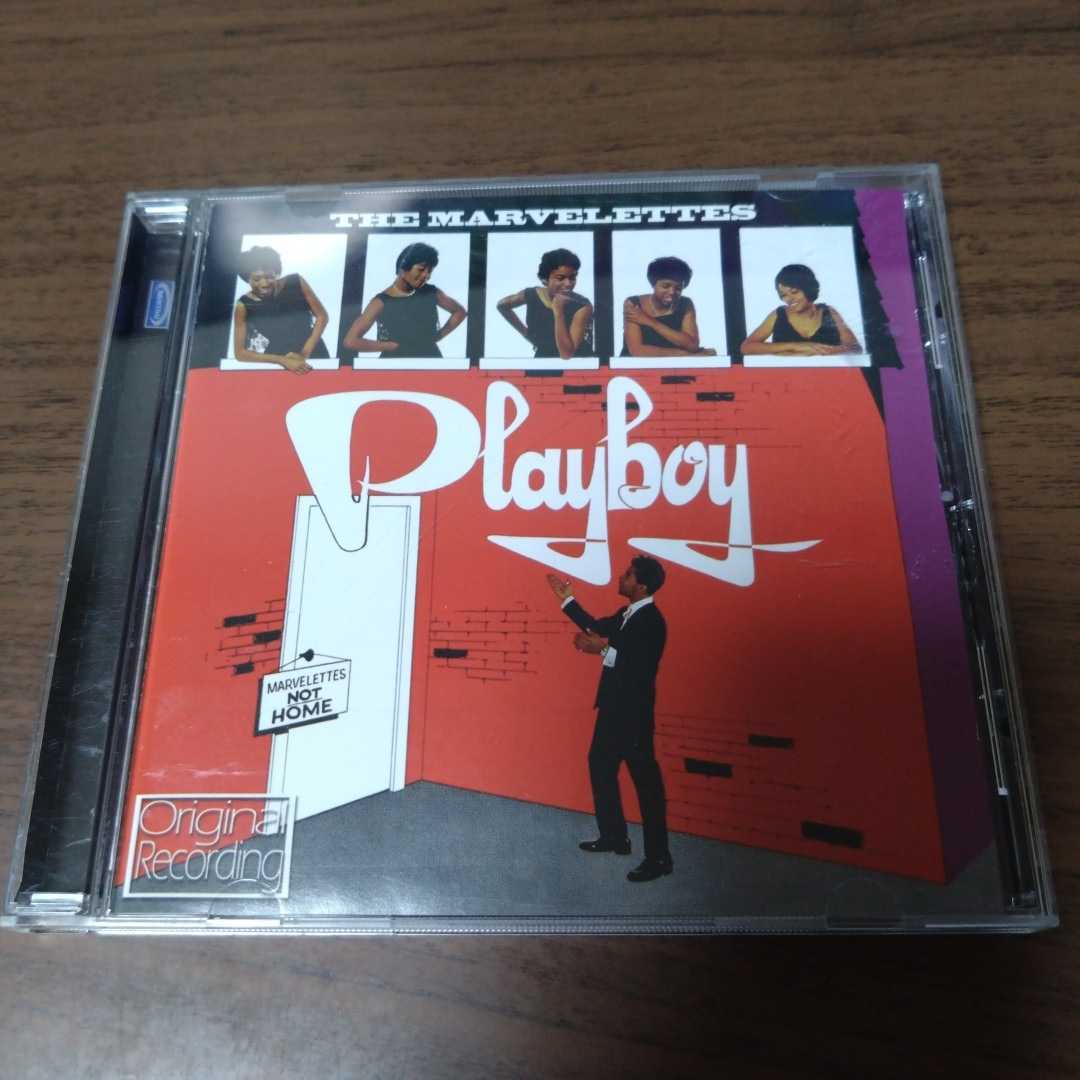 THE MARVELETTES
Playboy
MARVELETTES
NOT
HOME
Original
Recording